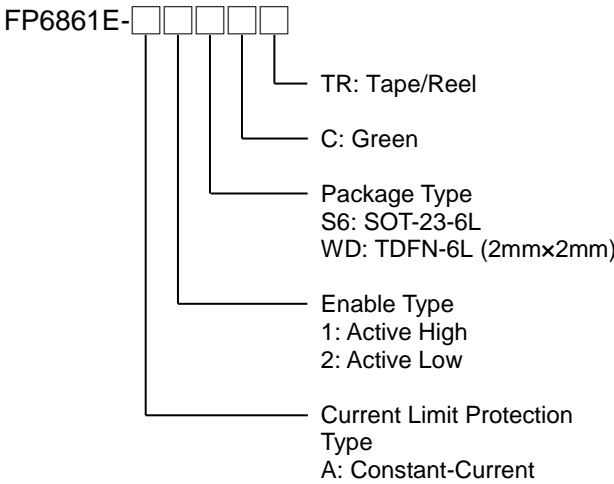 FP6861E-
TR: Tape/Reel
C: Green
Package Type
S6: SOT-23-6L
WD: TDFN-6L (2mm×2mm)
Enable Type
1: Active High
2: Active Low
Current Limit Protection
Type
A: Constant-Current